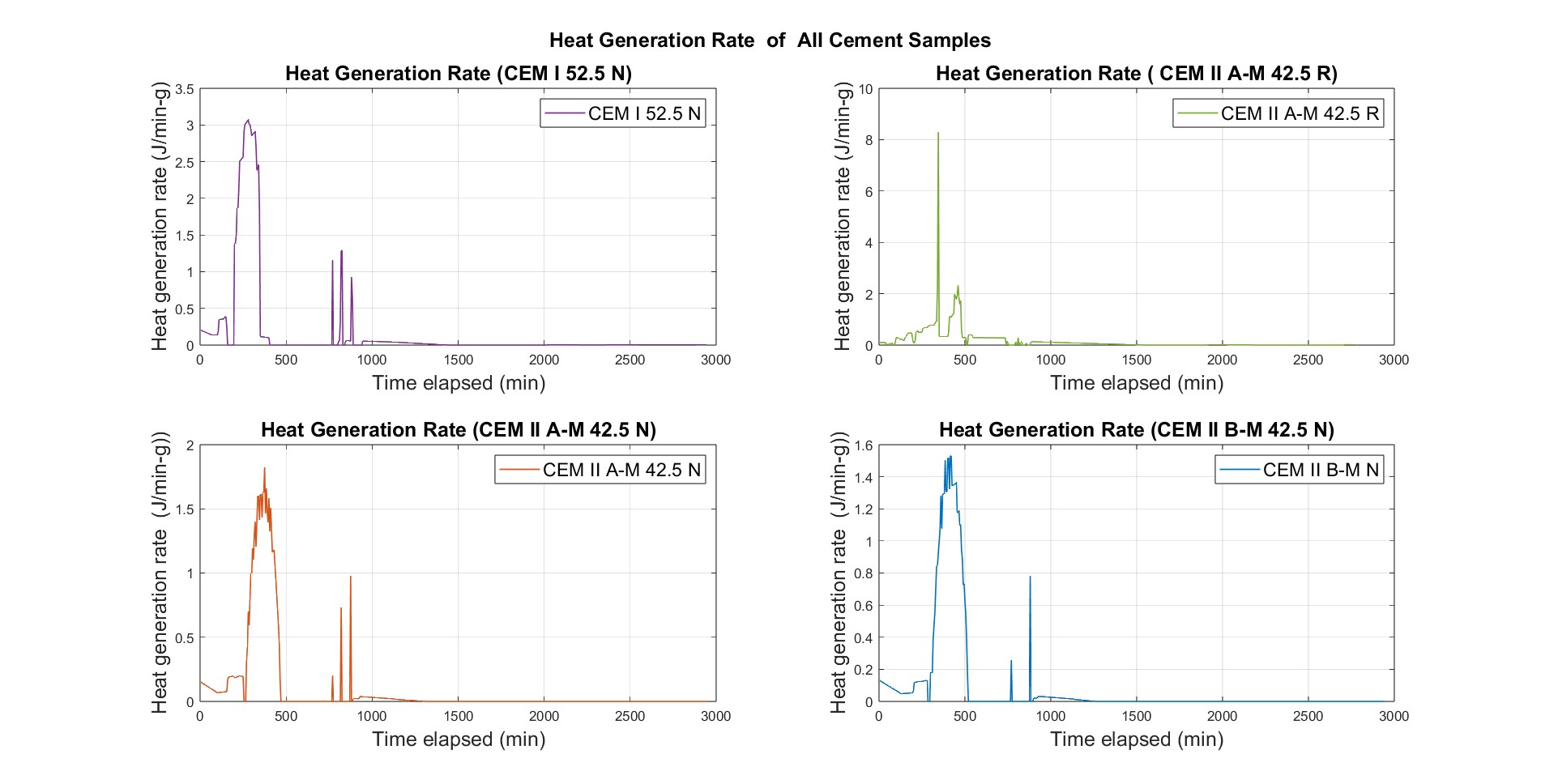 Heat Generation Rate of All Cement Samples
Heat Generation Rate (CEM I 52.5 N)
Heat generation rate (J/min-g)
3.5
3
2.5
2
1.5
1
0.5
0
CEM I 52.5 N
0 500 1000 1500 2000 2500 3000
Time elapsed (min)
Heat Generation Rate ( CEM II A-M 42.5 R)
Heat generation rate (J/min-g)
10
8
6
4
2
0
CEM II A-M 42.5 R
0 500 1000 1500 2000 2500 3000
Time elapsed (min)
Heat Generation Rate (CEM II A-M 42.5 N)
Heat generation rate (J/min-g))
2
1.5
1
0.5
0
CEM II A-M 42.5 N
0 500 1000 1500 2000 2500 3000
Time elapsed (min)
Heat Generation Rate (CEM II B-M 42.5 N)
Heat generation rate (J/min-g))
1.6
1.4
1.2
1
0.8
0.6
0.4
0.2
0
CEM II B-M N
0 500 1000 1500 2000 2500 3000
Time elapsed (min)